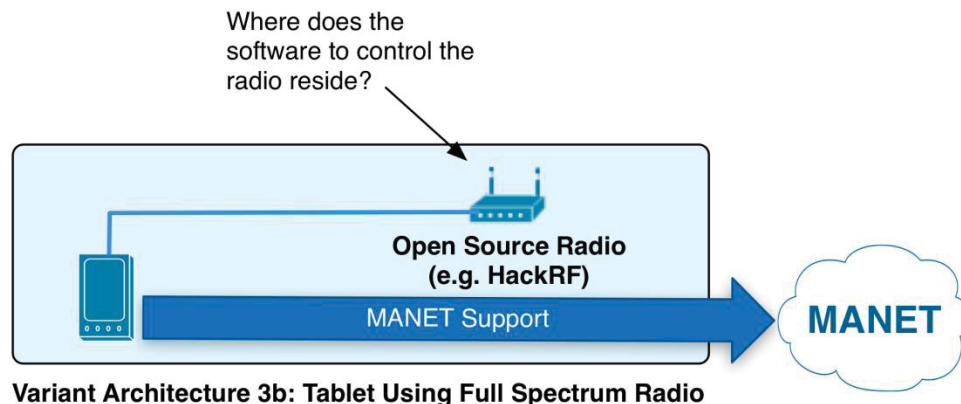 Where does the
software to control the
radio reside?
Open Source Radio
(e.g. HackRF)
MANET Support
MANET
Variant Architecture 3b: Tablet Using Full Spectrum Radio